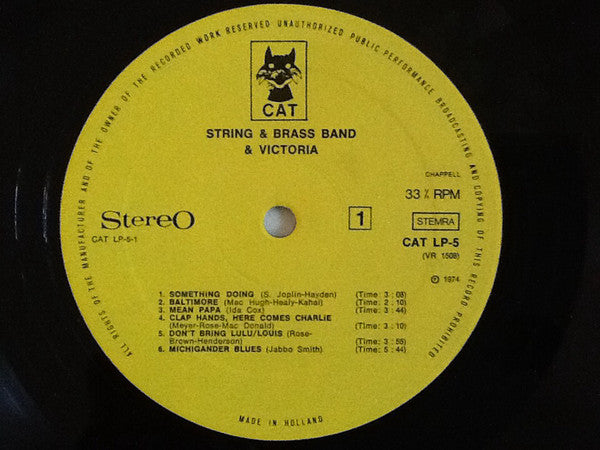 ALL RIGHTS OF THE MANUFACTURER AND OF THE OWNER OF THE RECORDED WORK RESERVED UNAUTHORIZED PUBLIC PERFORMANCE BROADCASTING AND COPYING OF THIS RECORD PROHIBITED
CAT
STRING & BRASS BAND
& VICTORIA
CHAPPELL
33 ⅓ RPM
Stereo
1
STEMRA
CAT LP-5-1
CAT LP-5
(VR 1509)
℗ 1974
1. SOMETHING DOING (S. Joplin-Hayden) (Time: 3 : 03)
2. BALTIMORE (Mac Hugh-Healy-Kahal) (Time: 2 : 10)
3. MEAN PAPA (Ida Cox) (Time: 3 : 44)
4. CLAP HANDS, HERE COMES CHARLiE
(Meyer-Rose-Mac Donald) (Time: 3 : 10)
5. DON'T BRING LULU/LOUIS (Rose-
Brown-Henderson) (Time: 3 : 55)
6. MICHIGANDER BLUES (Jabbo Smith) (Time: 5 : 44)
MADE IN HOLLAND